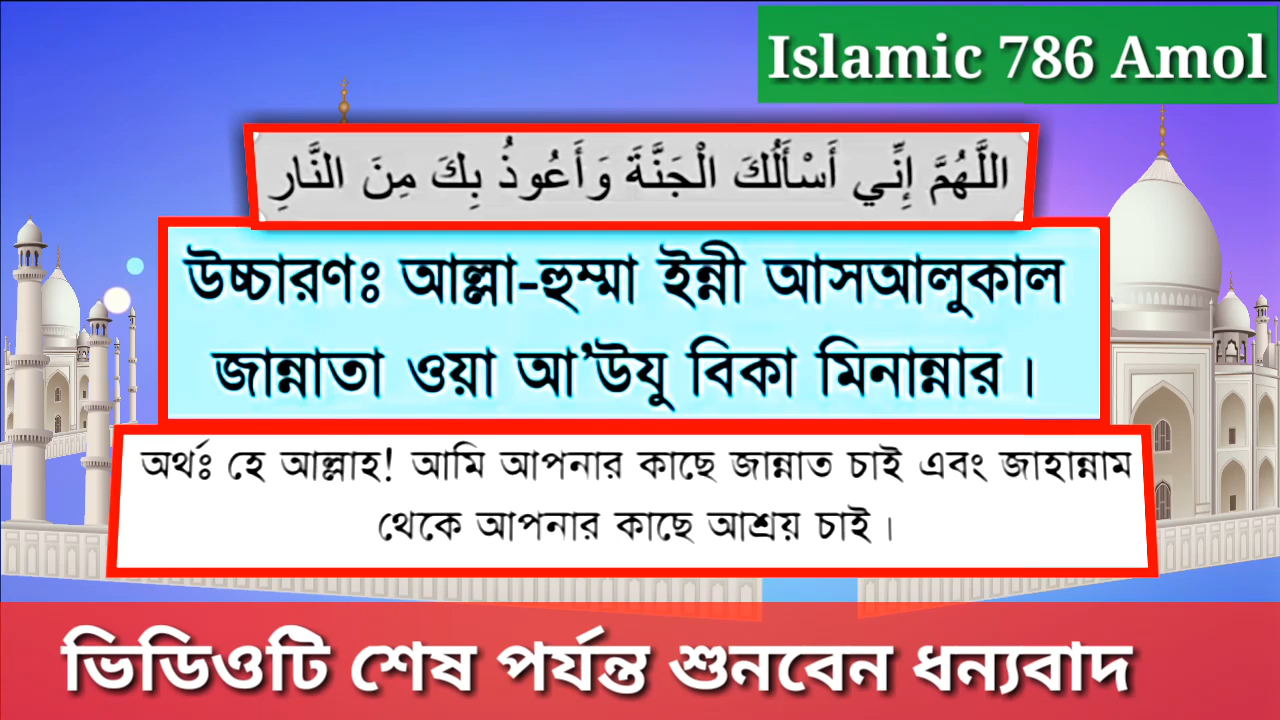 Islamic 786 Amol
اللَّهُمَّ إِنِّي أَسْأَلُكَ الْجَنَّةَ وَأَعُوذُ بِكَ مِنَ النَّارِ
উচ্চারণঃ আল্লা-হুম্মা ইন্নী আসআলুকাল
জান্নাতা ওয়া আ’উযু বিকা মিনান্নার।
অর্থঃ হে আল্লাহ! আমি আপনার কাছে জান্নাত চাই এবং জাহান্নাম
থেকে আপনার কাছে আশ্রয় চাই।
ভিডিওটি শেষ পর্যন্ত শুনবেন ধন্যবাদ